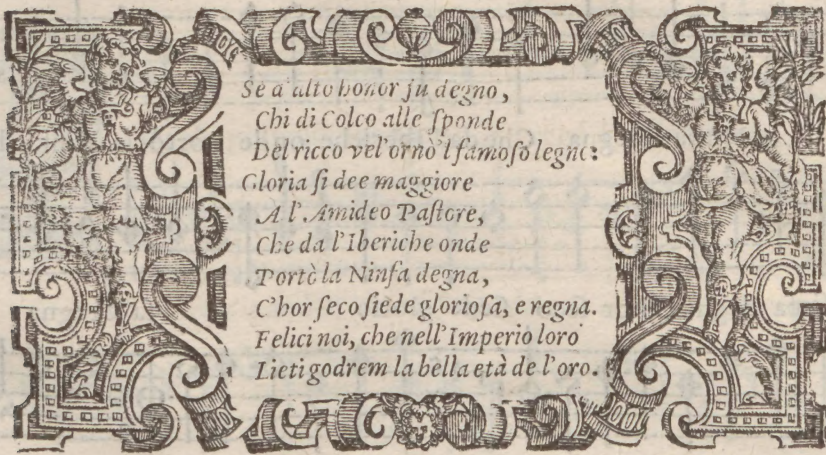 Se a alto honor fu degno,
Chi di Colco alle ſponde
Del ricco vel'ornò'l famoſo legno:
Gloria ſi dee maggiore
A l'Amideo Paſtore,
Che da l'Iberiche onde
Portò la Ninfa degna,
C'hor ſeco ſiede glorioſa, e regna.
Felici noi, che nell'Imperio loro
Lieti godrem la bella età de l'oro.